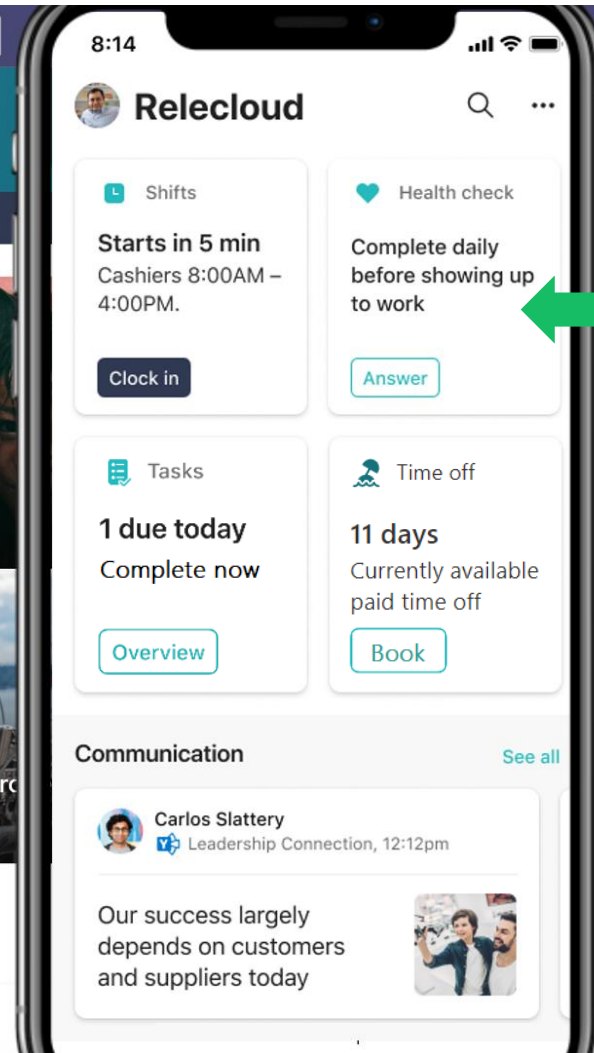 8:14
Relecloud
Shifts
Starts in 5 min
Cashiers 8:00AM –
4:00PM.
Clock in
Health check
Complete daily
before showing up
to work
Answer
Tasks
1 due today
Complete now
Overview
Time off
11 days
Currently available
paid time off
Book
Communication
See all
Carlos Slattery
Leadership Connection, 12:12pm
Our success largely
depends on customers
and suppliers today